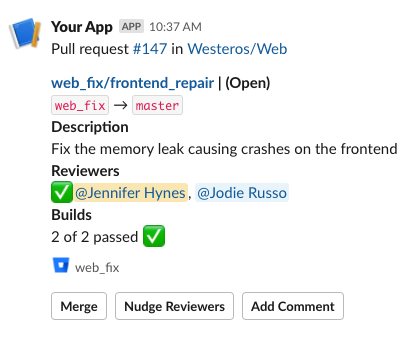 Your App APP 10:37 AM
Pull request #147 in Westeros/Web
web_fix/frontend_repair | (Open)
web_fix → master
Description
Fix the memory leak causing crashes on the frontend
Reviewers
✅@Jennifer Hynes, @Jodie Russo
Builds
2 of 2 passed ✅
web_fix
Merge Nudge Reviewers Add Comment